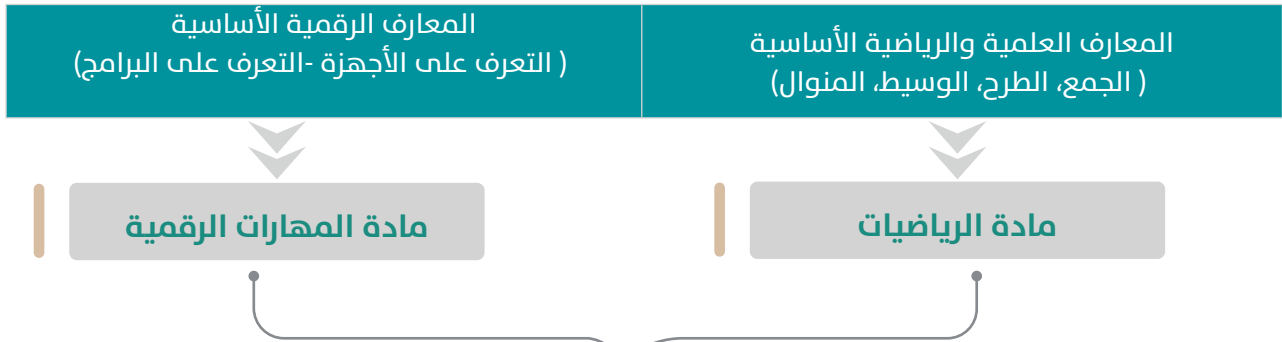 المعارف العلمية والرياضية الأساسية
( الجمع، الطرح، الوسيط، المنوال)
المعارف الرقمية الأساسية
( التعرف على الأجهزة -التعرف على البرامج)
مادة الرياضيات
مادة المهارات الرقمية